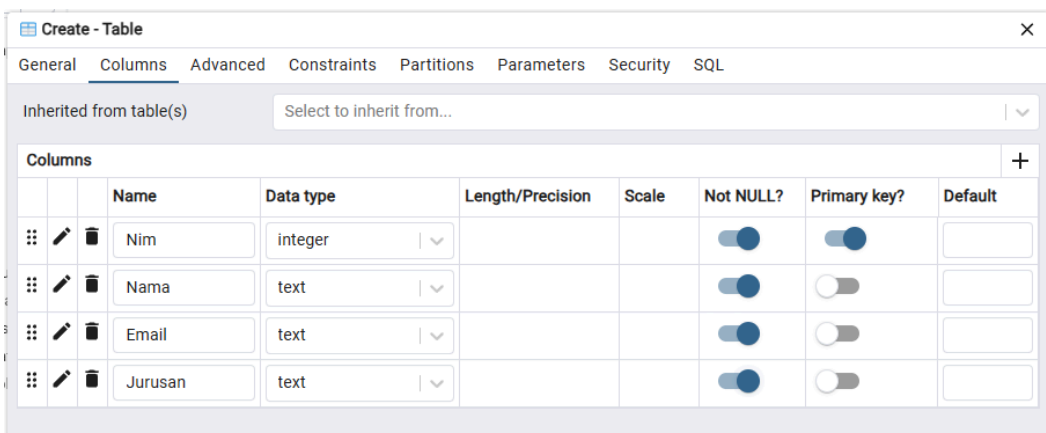 Create - Table
General Columns Advanced Constraints Partitions Parameters Security SQL
Inherited from table(s) Select to inherit from...
Columns
Name Data type Length/Precision Scale Not NULL? Primary key? Default
Nim integer
Nama text
Email text
Jurusan text